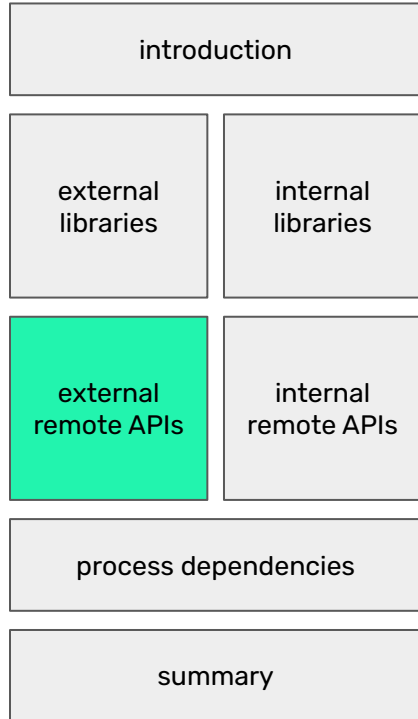 introduction
external
libraries
internal
libraries
external
remote APIs
internal
remote APIs
process dependencies
summary